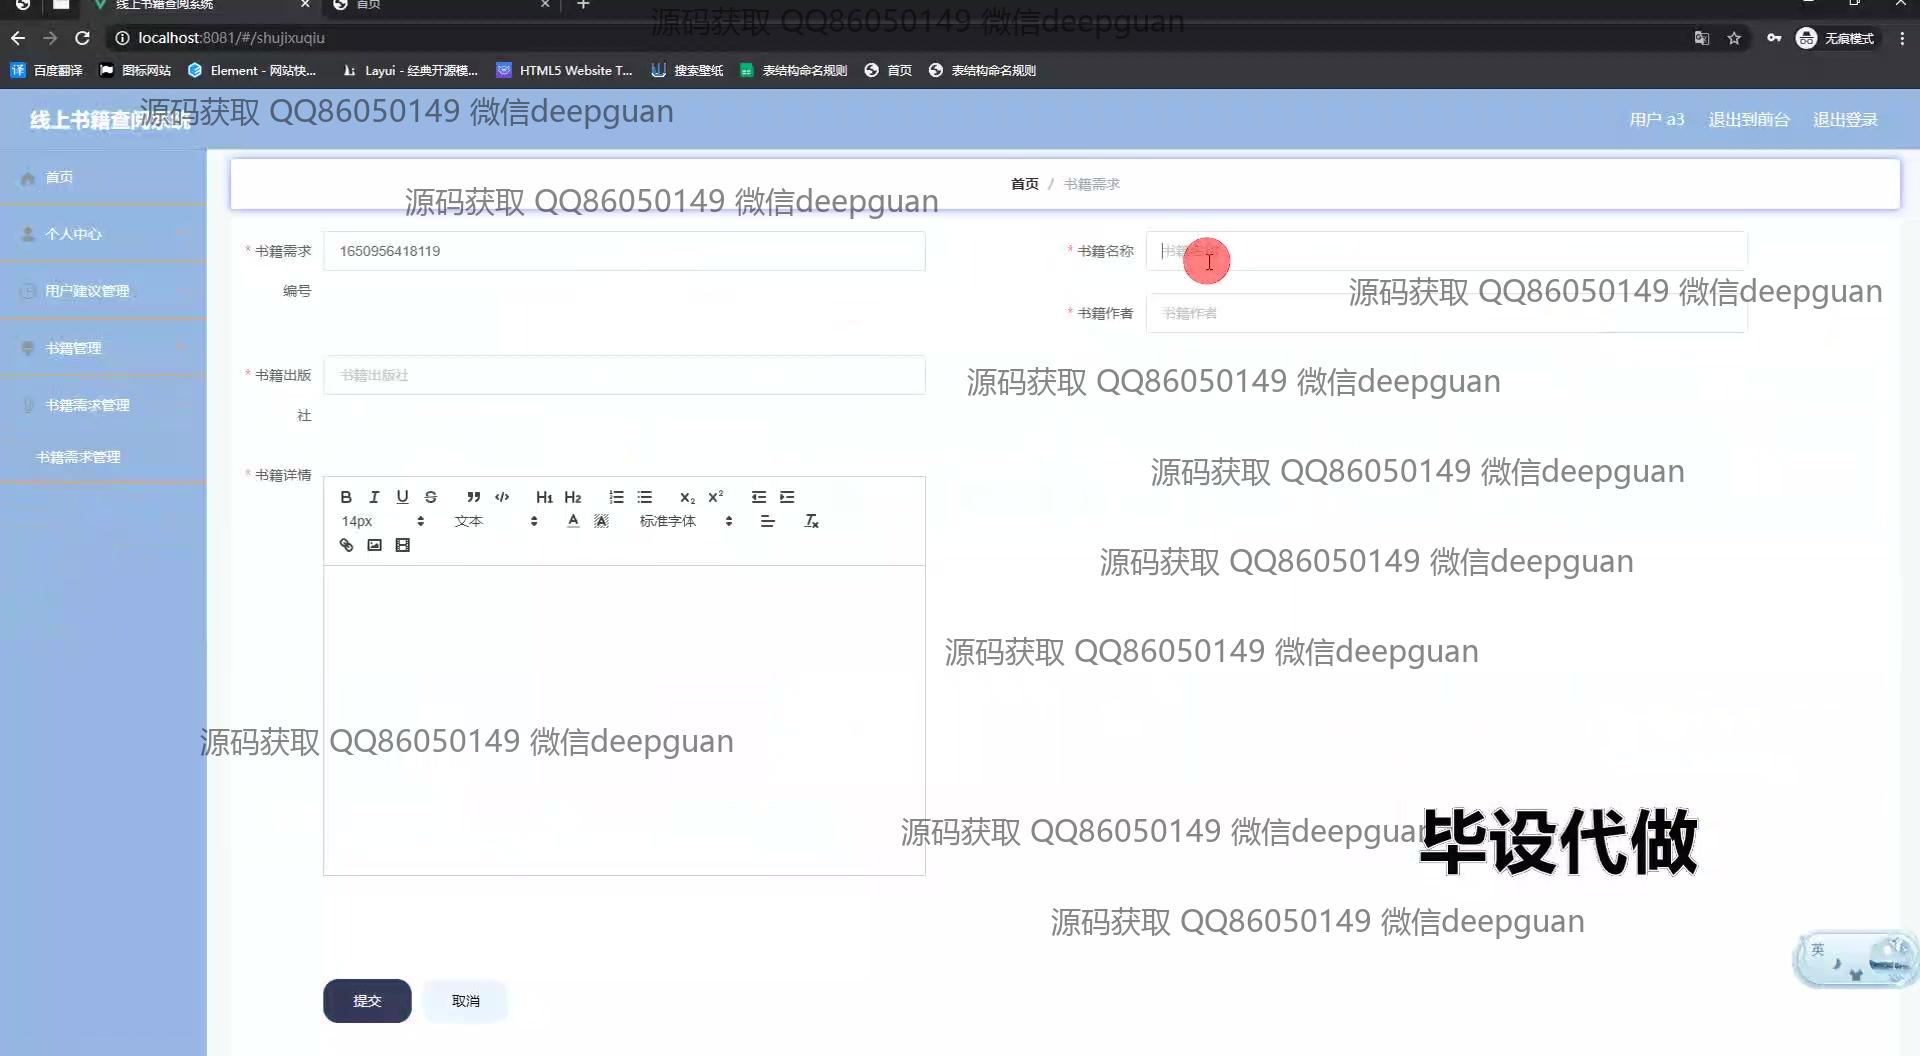 线上书籍查阅系统
首页
源码获取 QQ86050149 微信deepguan
localhost:8081/#/shujixuqiu
无痕模式
百度翻译 图标网站 Element - 网站快... Layui - 经典开源模... HTML5 Website T... 搜索壁纸 表结构命名规则 首页 表结构命名规则
源码获取 QQ86050149 微信deepguan
线上书籍查阅系统
用户 a3 退出到前台 退出登录
首页
首页 / 书籍需求
源码获取 QQ86050149 微信deepguan
个人中心
* 书籍需求
编号
1650956418119
* 书籍名称
书籍名称
用户建议管理
源码获取 QQ86050149 微信deepguan
* 书籍作者
书籍作者
书籍管理
* 书籍出版
社
书籍出版社
源码获取 QQ86050149 微信deepguan
书籍需求管理
书籍需求管理
* 书籍详情
源码获取 QQ86050149 微信deepguan
B I U S H1 H2 X2 X2
14px 文本 A A 标准字体 Tx
源码获取 QQ86050149 微信deepguan
源码获取 QQ86050149 微信deepguan
源码获取 QQ86050149 微信deepguan
源码获取 QQ86050149 微信deepguan
毕设代做
源码获取 QQ86050149 微信deepguan
英
提交 取消